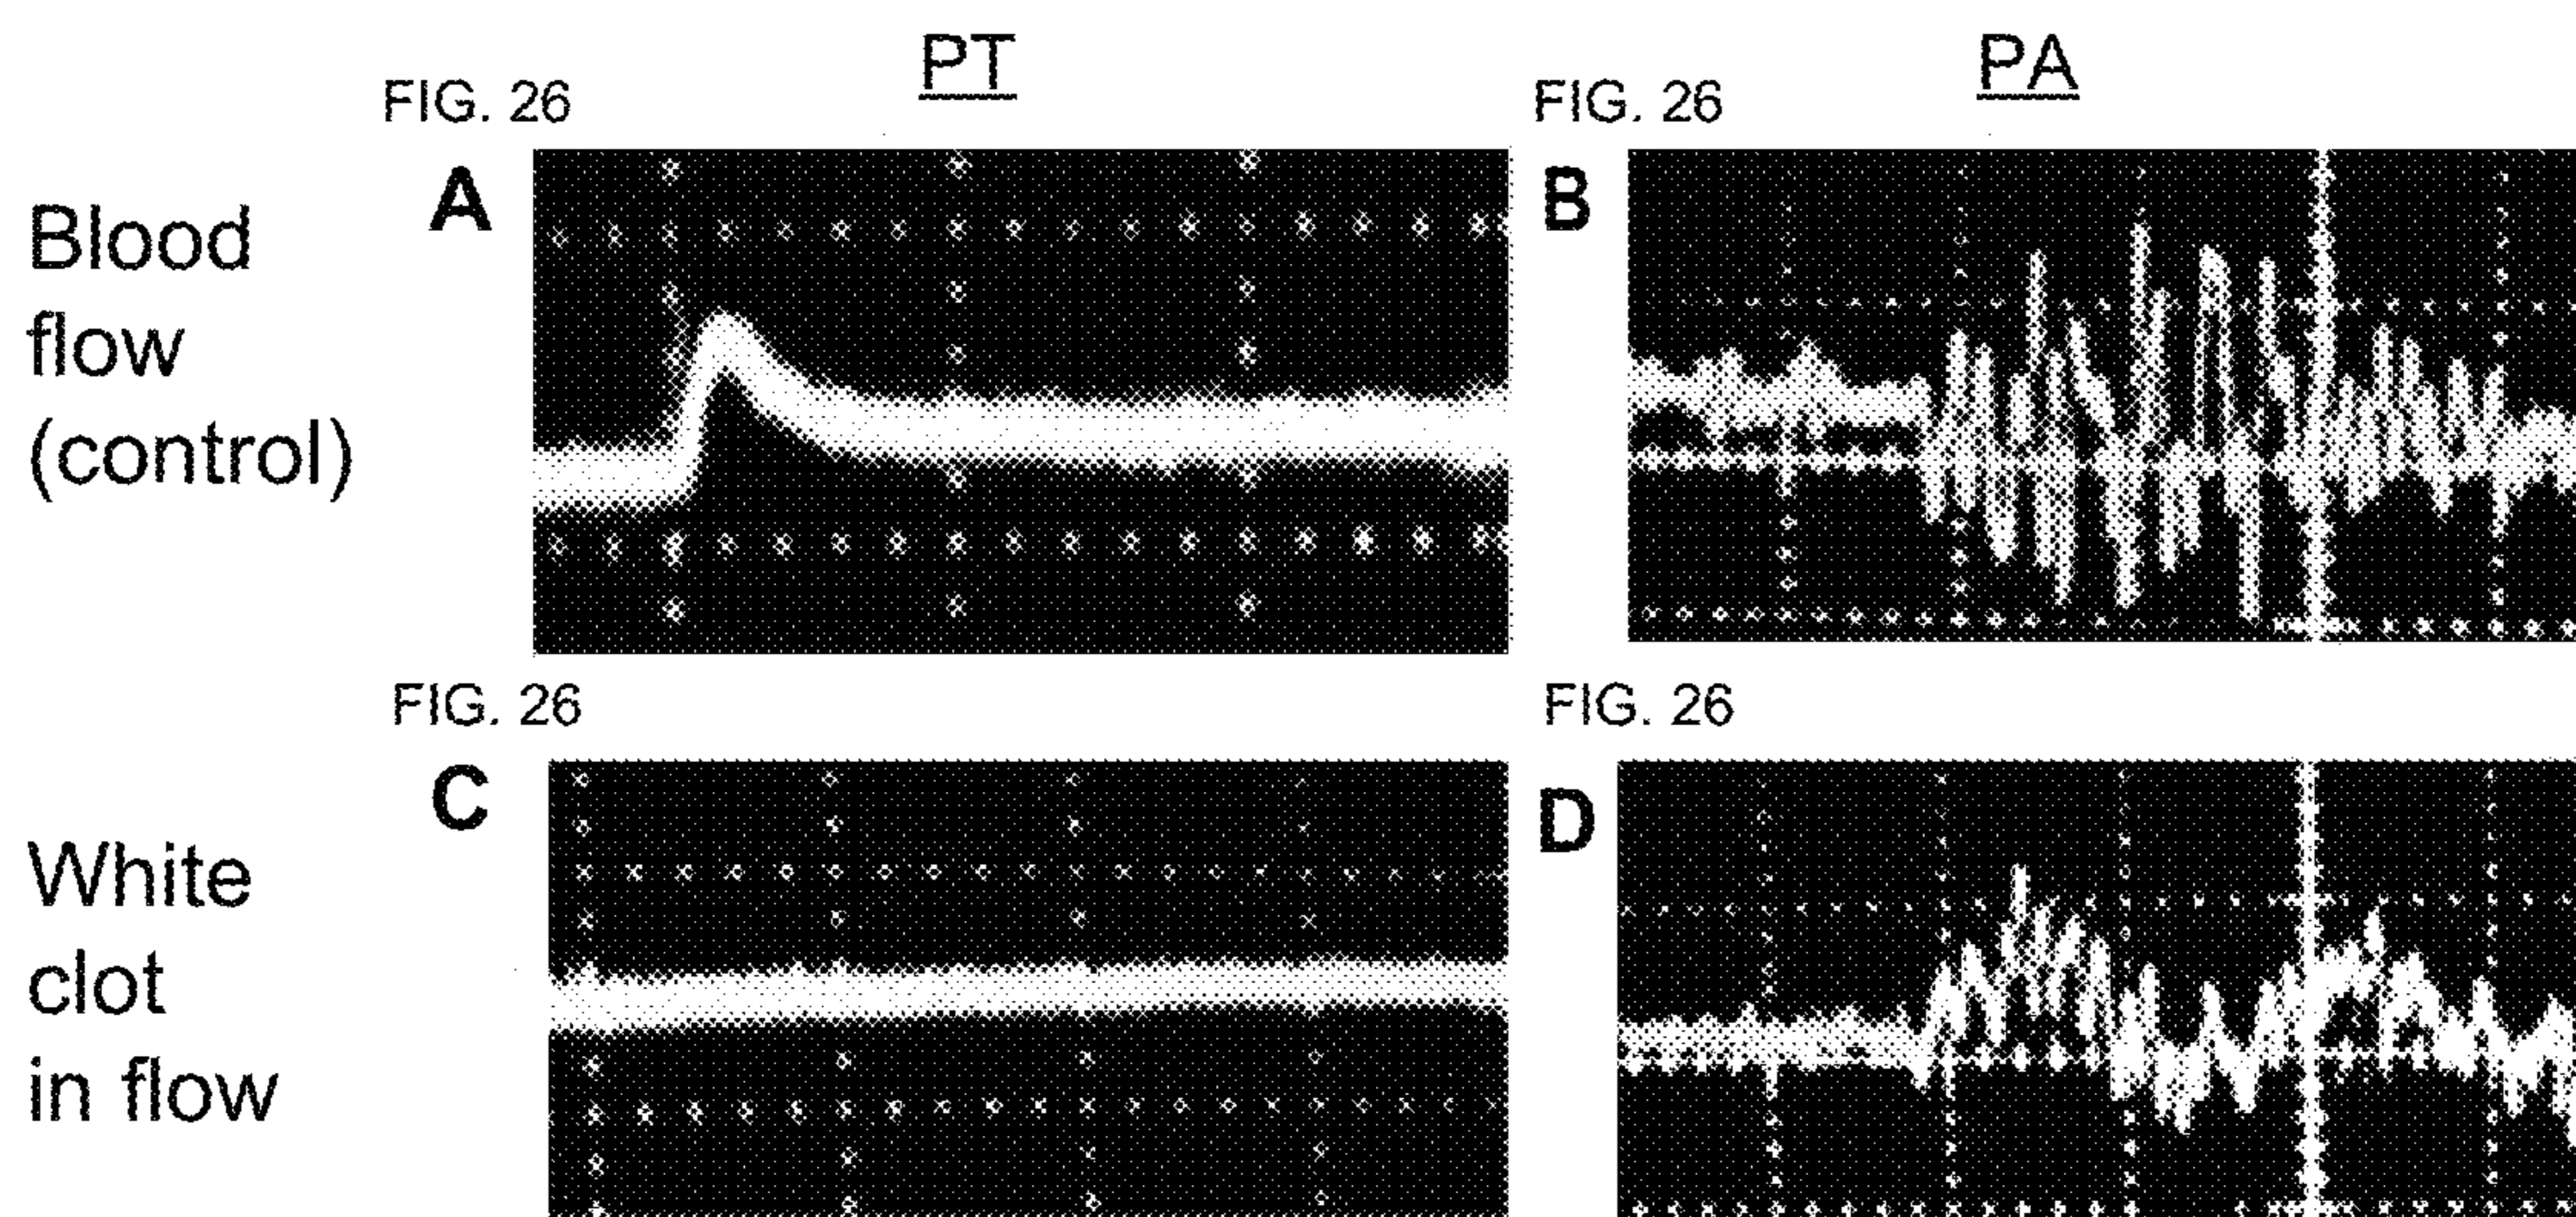 PT
PA
FIG. 26
FIG. 26
A
B
Blood
flow
(control)
FIG. 26
FIG. 26
C
D
White
clot
in flow